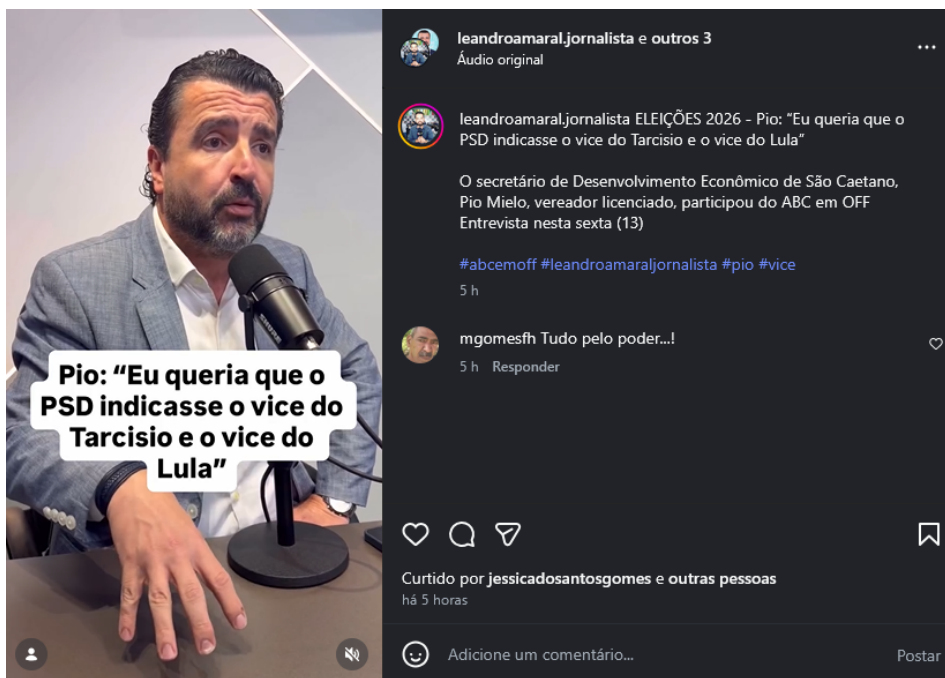 Pio: “Eu queria que o
PSD indicasse o vice do
Tarcisio e o vice do
Lula”
SHURE
leandroamaral.jornalista e outros 3
Áudio original
leandroamaral.jornalista ELEIÇÕES 2026 - Pio: “Eu queria que o
PSD indicasse o vice do Tarcisio e o vice do Lula”
O secretário de Desenvolvimento Econômico de São Caetano,
Pio Mielo, vereador licenciado, participou do ABC em OFF
Entrevista nesta sexta (13)
#abcemoff #leandroamaraljornalista #pio #vice
5 h
mgomesfh Tudo pelo poder...!
5 h Responder
Curtido por jessicadosantosgomes e outras pessoas
há 5 horas
Adicione um comentário...
Postar